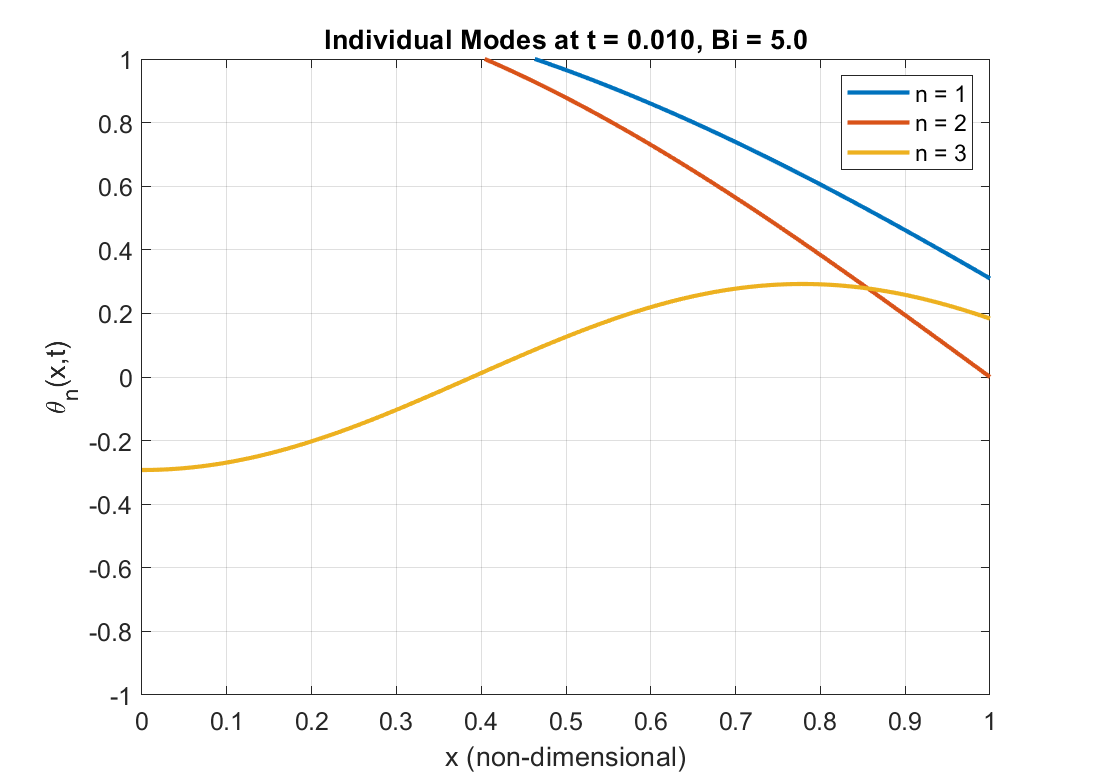 Individual Modes at t = 0.010, Bi = 5.0
n = 1
n = 2
n = 3
1
0.8
0.6
0.4
0.2
0
-0.2
-0.4
-0.6
-0.8
-1
θn(x,t)
0 0.1 0.2 0.3 0.4 0.5 0.6 0.7 0.8 0.9 1
x (non-dimensional)